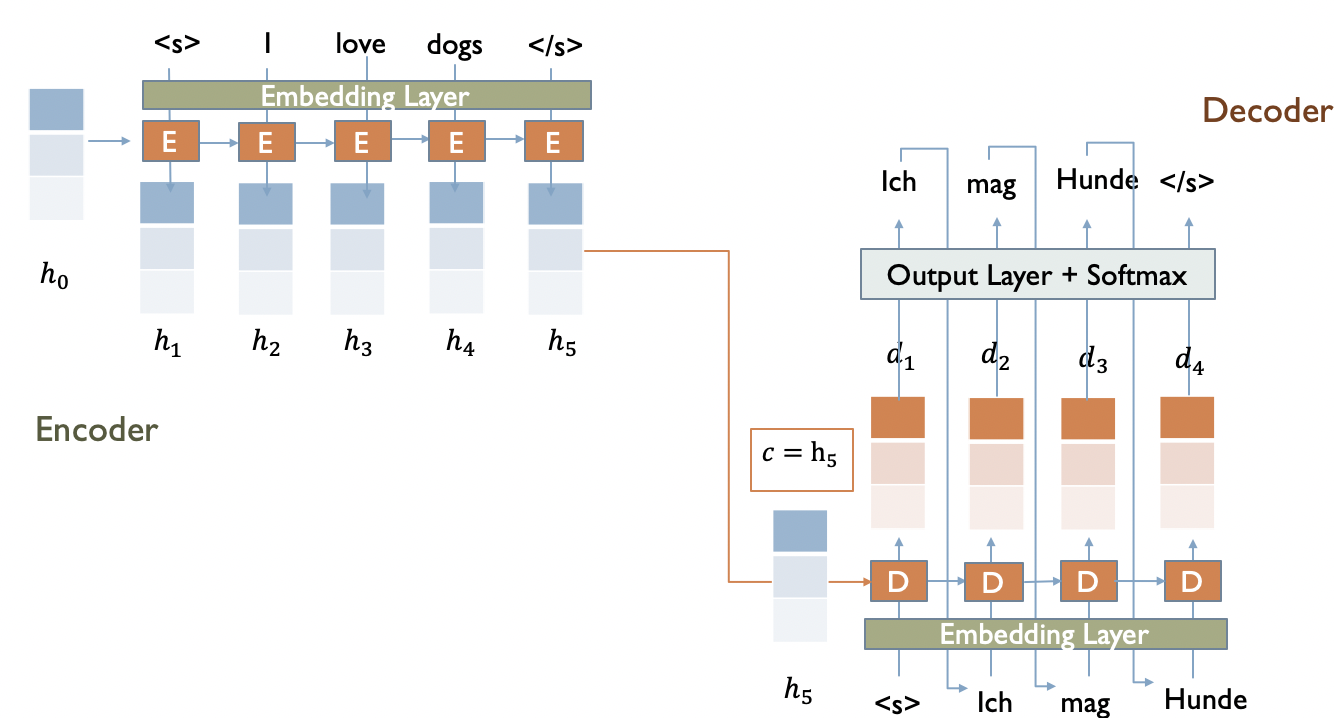 <s> I love dogs </s>
Embedding Layer
E E E E E
h₀
h₁ h₂ h₃ h₄ h₅
Encoder
Decoder
Ich mag Hunde </s>
Output Layer + Softmax
d₁ d₂ d₃ d₄
c = h₅
D D D D
Embedding Layer
h₅
<s> Ich mag Hunde